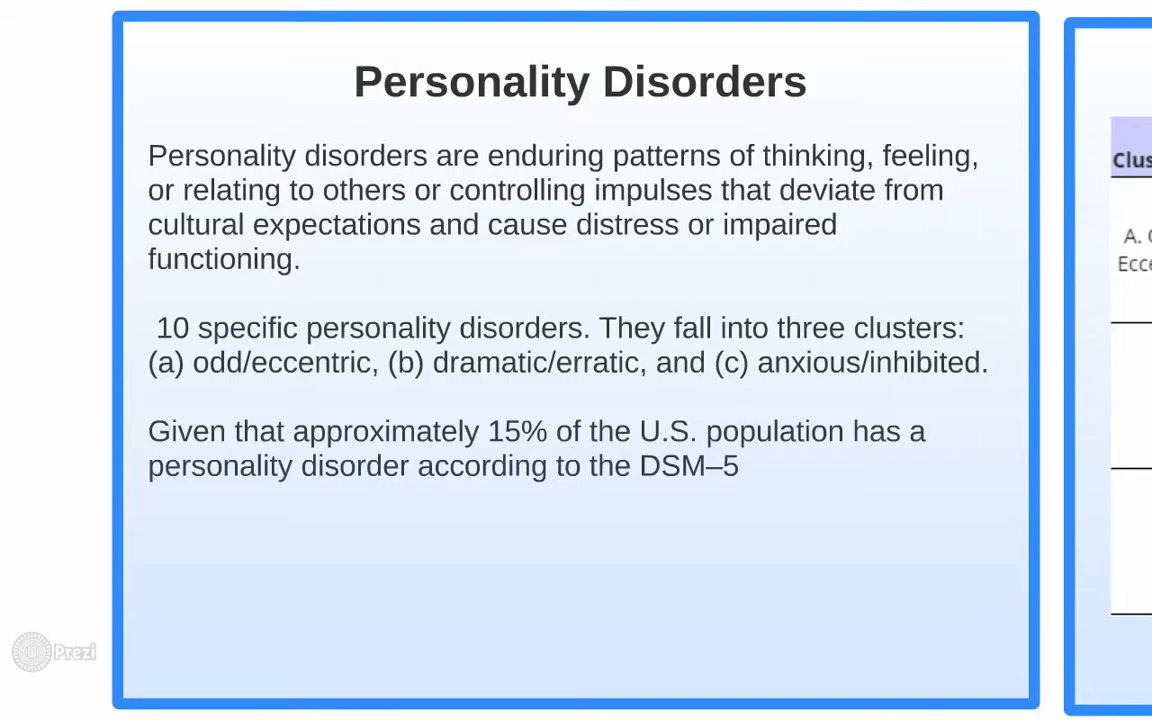 Personality Disorders
Personality disorders are enduring patterns of thinking, feeling,
or relating to others or controlling impulses that deviate from
cultural expectations and cause distress or impaired
functioning.
10 specific personality disorders. They fall into three clusters:
(a) odd/eccentric, (b) dramatic/erratic, and (c) anxious/inhibited.
Given that approximately 15% of the U.S. population has a
personality disorder according to the DSM–5
Clus
A.
Ecce
Prezi